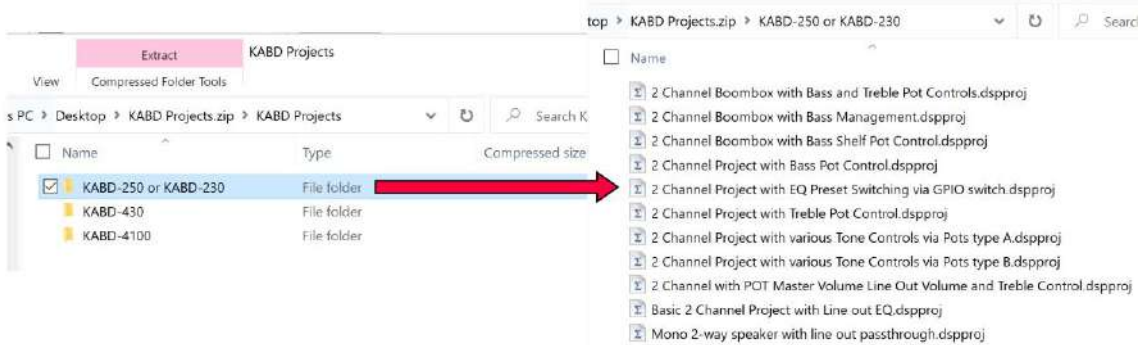 Extract
KABD Projects
View
Compressed Folder Tools
s PC > Desktop > KABD Projects.zip > KABD Projects
Search K
Name
Type
Compressed size
KABD-250 or KABD-230
File folder
KABD-430
File folder
KABD-4100
File folder
top > KABD Projects.zip > KABD-250 or KABD-230
Searc
Name
2 Channel Boombox with Bass and Treble Pot Controls.dspproj
2 Channel Boombox with Bass Management.dspproj
2 Channel Boombox with Bass Shelf Pot Control.dspproj
2 Channel Project with Bass Pot Control.dspproj
2 Channel Project with EQ Preset Switching via GPIO switch.dspproj
2 Channel Project with Treble Pot Control.dspproj
2 Channel Project with various Tone Controls via Pots type A.dspproj
2 Channel Project with various Tone Controls via Pots type B.dspproj
2 Channel with POT Master Volume Line Out Volume and Treble Control.dspproj
Basic 2 Channel Project with Line out EQ.dspproj
Mono 2-way speaker with line out passthrough.dspproj